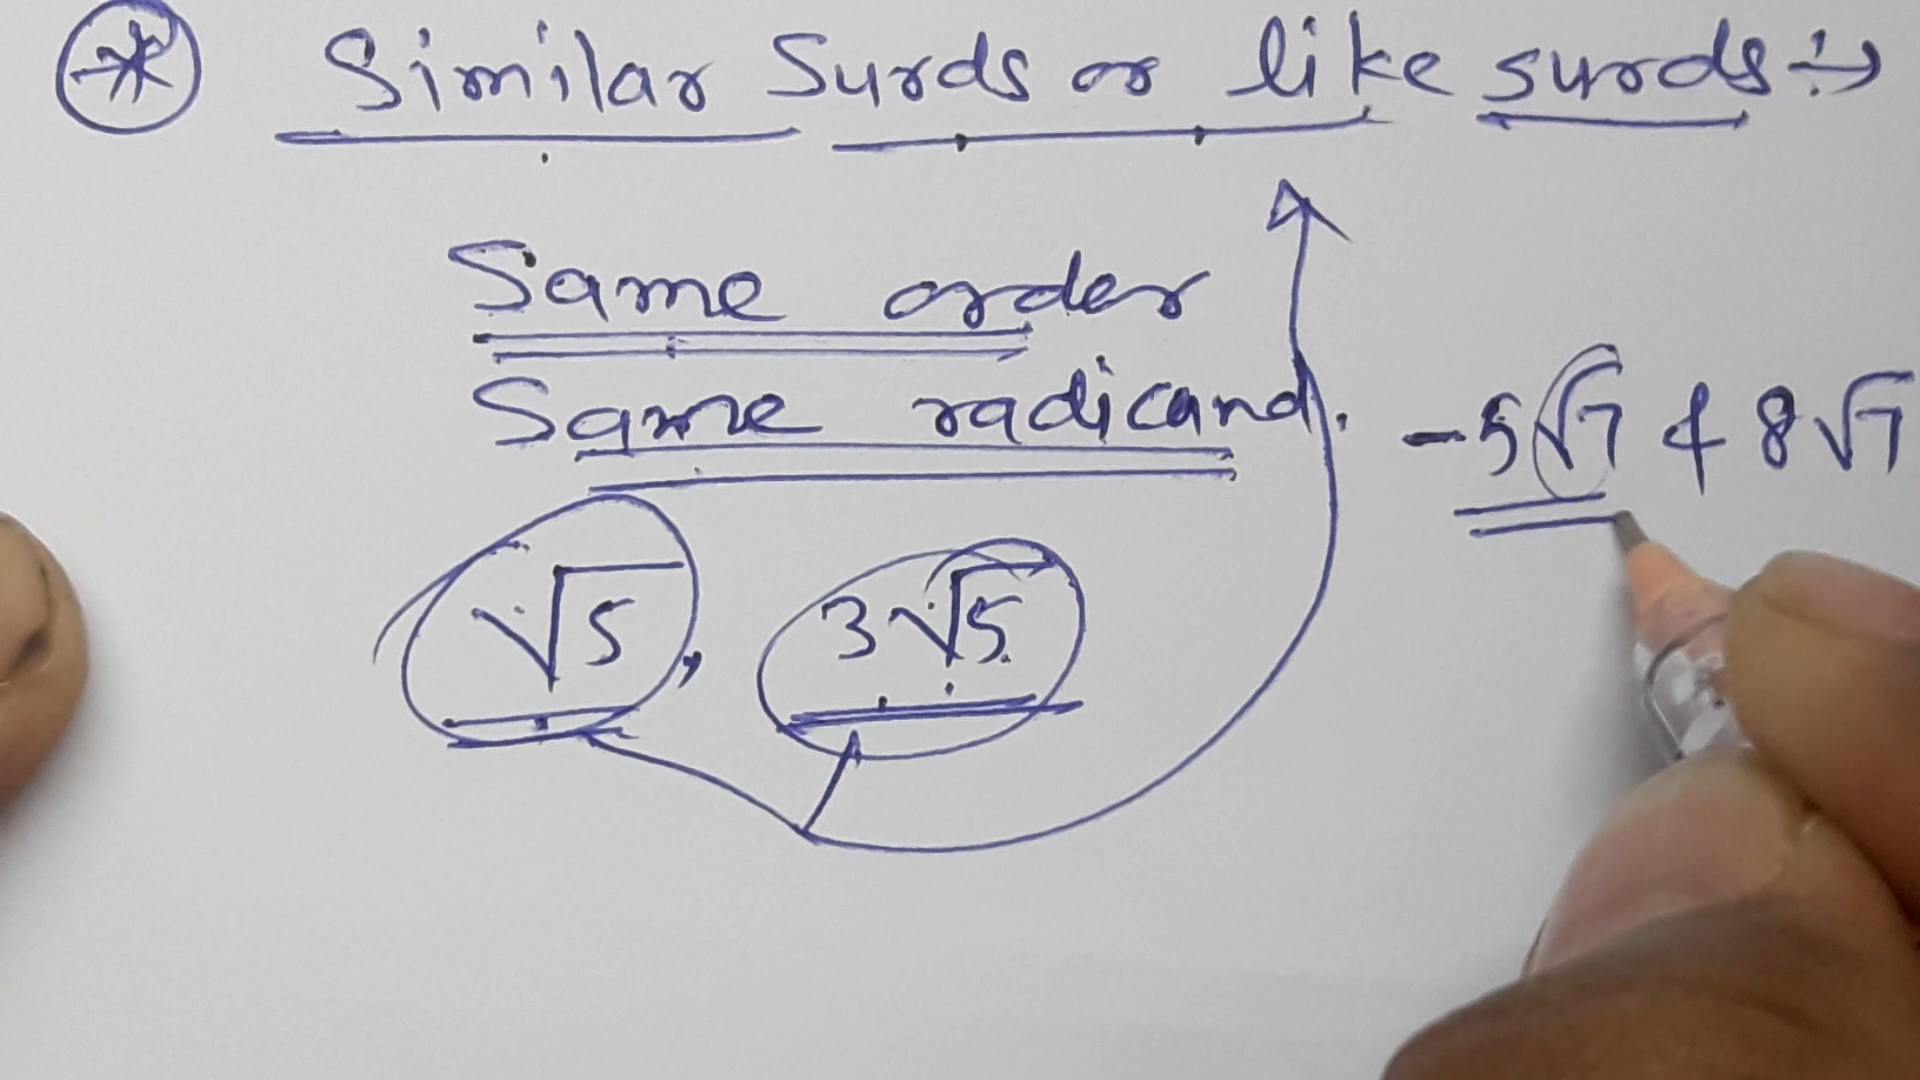 * Similar Surds or like surds :→
Same order
Same radicand.
-5√7 & 8√7
√5, 3√5